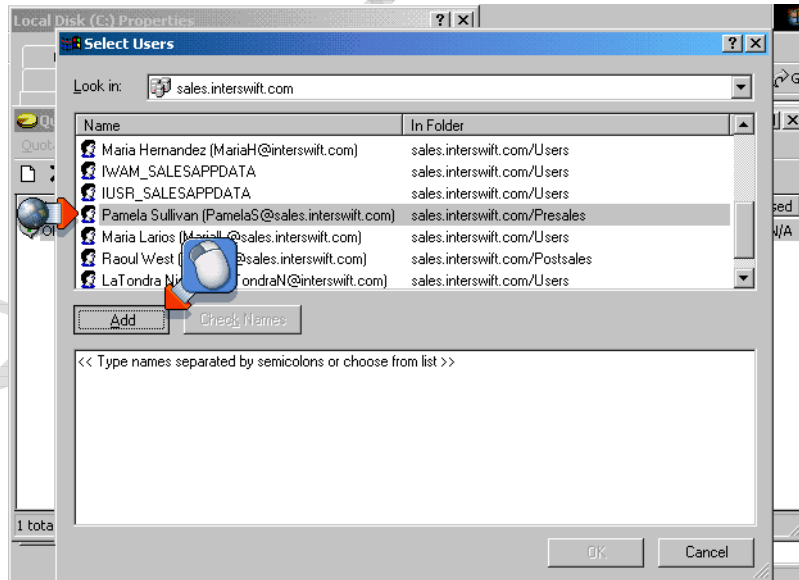 Local Disk (C:) Properties
Select Users
Look in:
sales.interswift.com
Name
In Folder
Maria Hernandez (MariaH@interswift.com)
sales.interswift.com/Users
IWAM_SALESAPPDATA
sales.interswift.com/Users
IUSR_SALESAPPDATA
sales.interswift.com/Users
Pamela Sullivan (PamelaS@sales.interswift.com)
sales.interswift.com/Presales
Maria Larios @sales.interswift.com)
sales.interswift.com/Users
Raoul West @sales.interswift.com)
sales.interswift.com/Postsales
LaTondra TondraN@interswift.com)
sales.interswift.com/Users
Add
Check Names
<< Type names separated by semicolons or choose from list >>
OK
Cancel
Quot
1 tota
sed
N/A